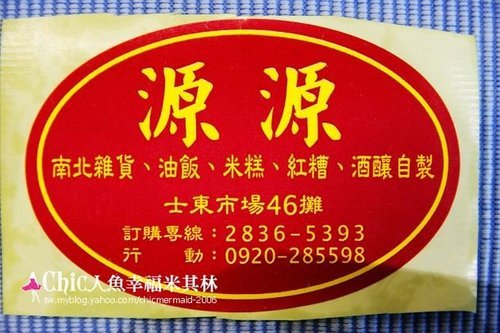 源源
南北雜貨、油飯、米糕、紅糟、酒釀自製
士東市場46攤
訂購專線：2836-5393
行　動：0920-285598
Chic人魚幸福米其林
tw.myblog.yahoo.com/chicmermaid-2006